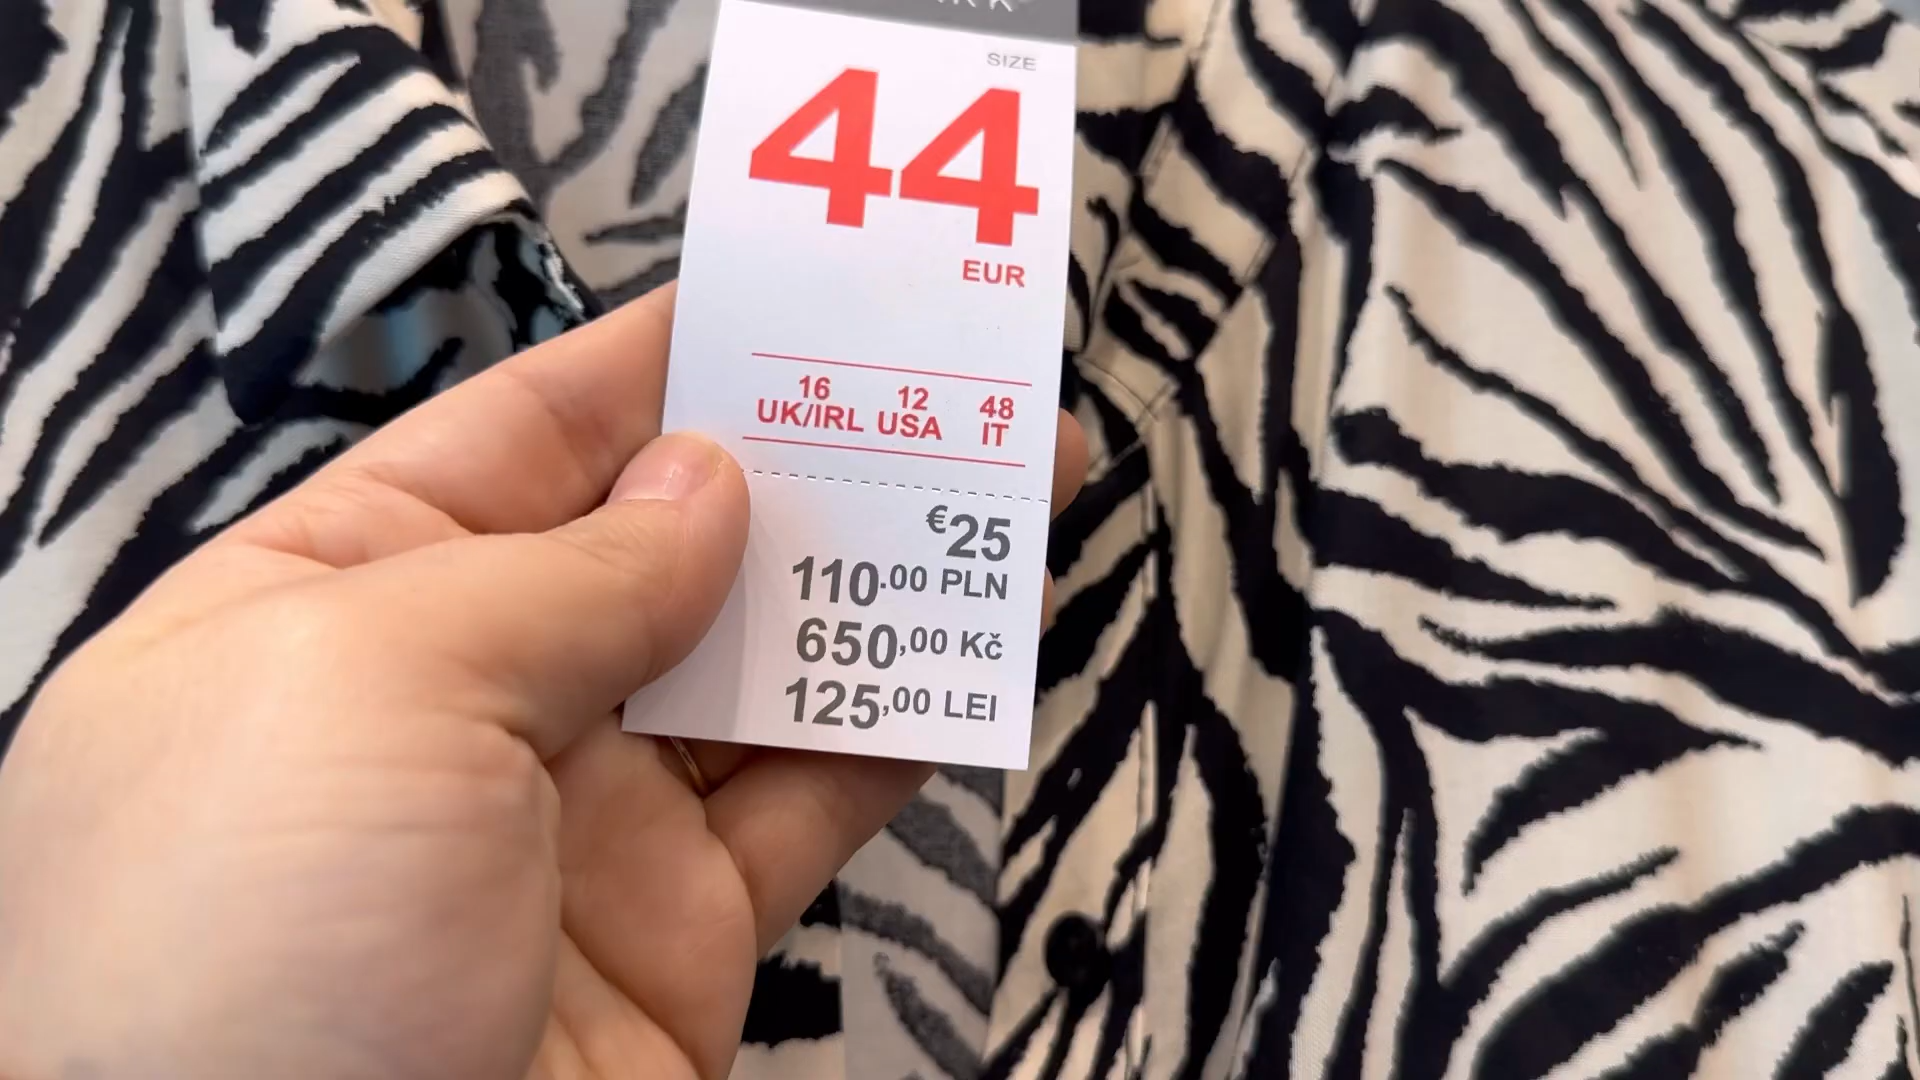 SIZE
44
EUR
16 12 48
UK/IRL USA IT
€25
110.00 PLN
650,00 Kč
125,00 LEI